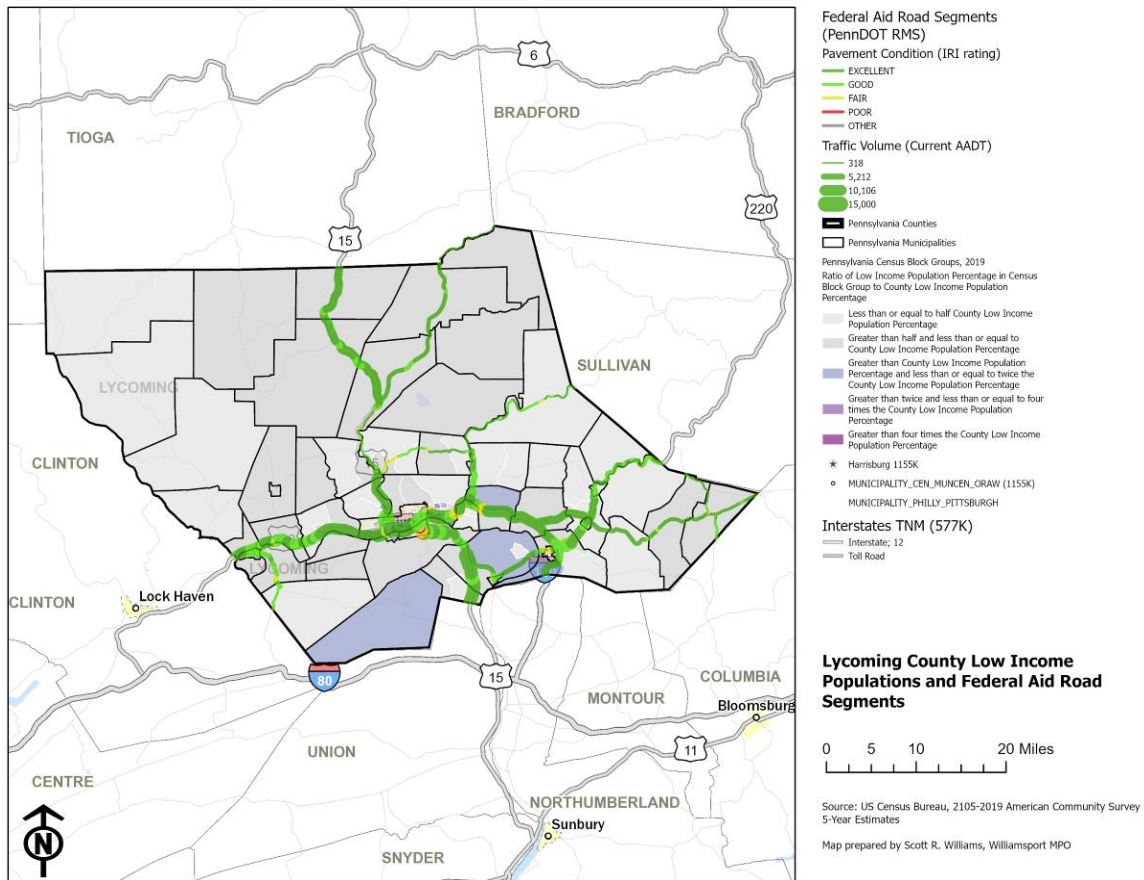 6
BRADFORD
TIOGA
220
15
SULLIVAN
LYCOMING
CLINTON
LYCOMING
CLINTON
Lock Haven
80
15
COLUMBIA
MONTOUR
Bloomsburg
UNION
11
CENTRE
NORTHUMBERLAND
Sunbury
SNYDER
N
Federal Aid Road Segments
(PennDOT RMS)
Pavement Condition (IRI rating)
EXCELLENT
GOOD
FAIR
POOR
OTHER
Traffic Volume (Current AADT)
318
5,212
10,106
15,000
Pennsylvania Counties
Pennsylvania Municipalities
Pennsylvania Census Block Groups, 2019
Ratio of Low Income Population Percentage in Census
Block Group to County Low Income Population
Percentage
Less than or equal to half County Low Income
Population Percentage
Greater than half and less than or equal to
County Low Income Population Percentage
Greater than County Low Income Population
Percentage and less than or equal to twice the
County Low Income Population Percentage
Greater than twice and less than or equal to four
times the County Low Income Population
Percentage
Greater than four times the County Low Income
Population Percentage
Harrisburg 1155K
MUNICIPALITY_CEN_MUNCEN_ORAW (1155K)
MUNICIPALITY_PHILLY_PITTSBURGH
Interstates TNM (577K)
Interstate; 12
Toll Road
Lycoming County Low Income
Populations and Federal Aid Road
Segments
0 5 10 20 Miles
Source: US Census Bureau, 2105-2019 American Community Survey
5-Year Estimates
Map prepared by Scott R. Williams, Williamsport MPO